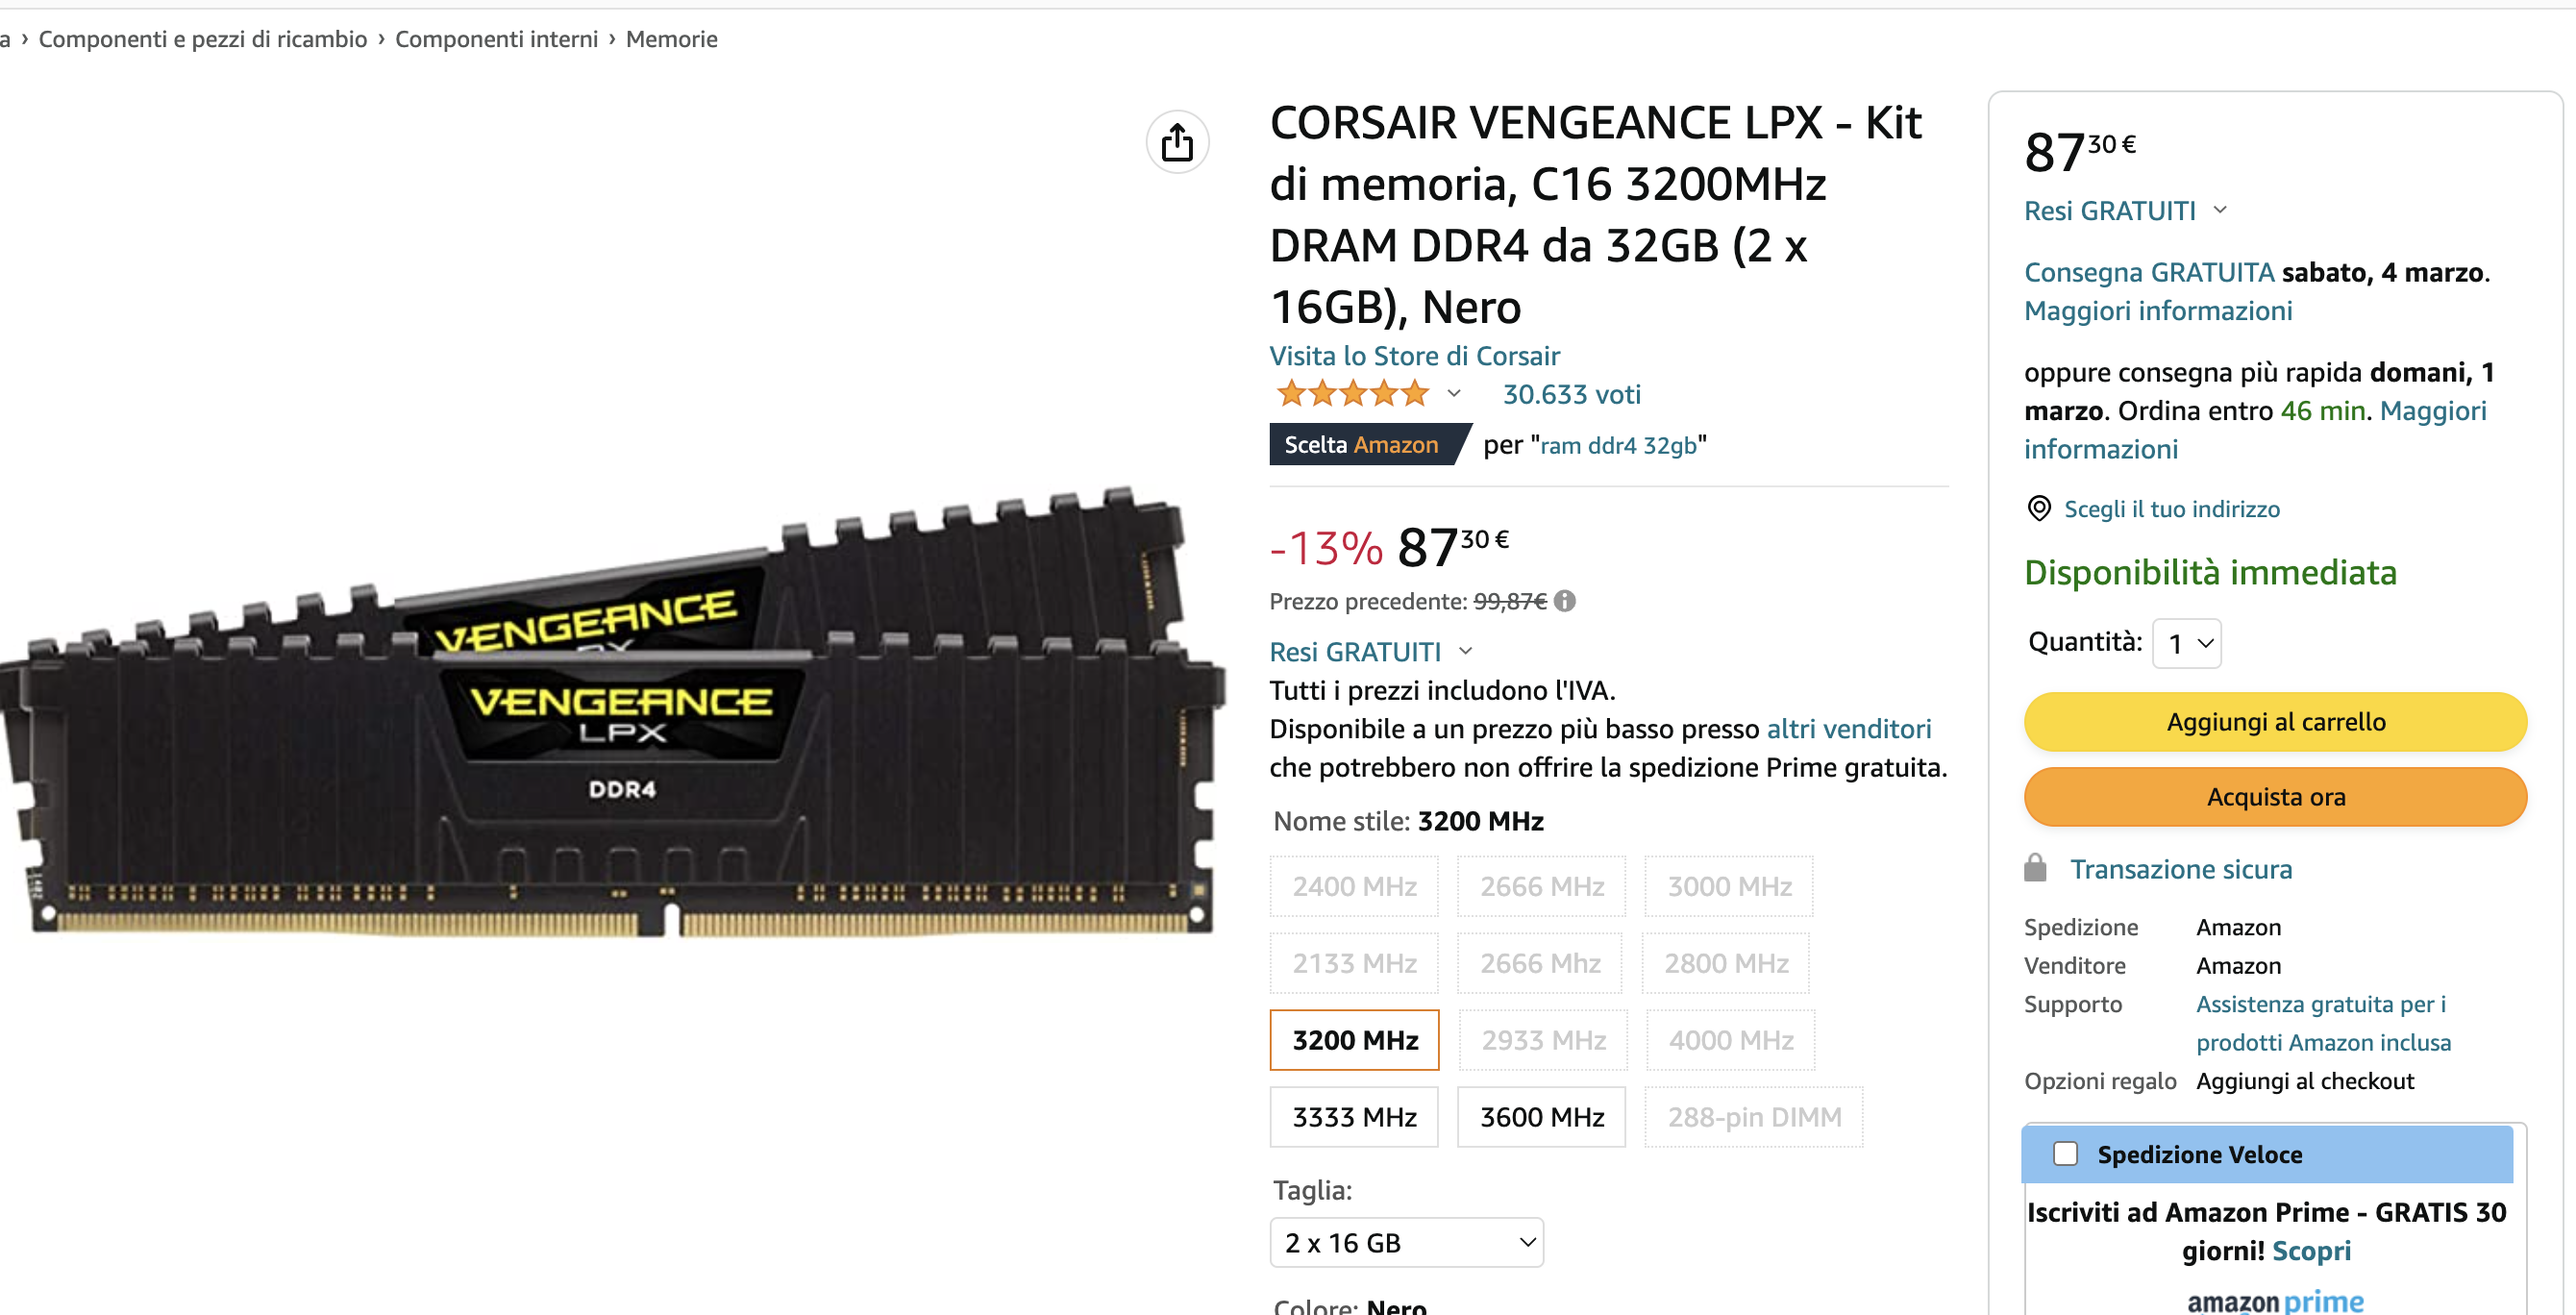 a › Componenti e pezzi di ricambio › Componenti interni › Memorie
CORSAIR VENGEANCE LPX - Kit
di memoria, C16 3200MHz
DRAM DDR4 da 32GB (2 x
16GB), Nero
Visita lo Store di Corsair
30.633 voti
Scelta Amazon per "ram ddr4 32gb"
-13% 87 30 €
Prezzo precedente: 99,87€
Resi GRATUITI
Tutti i prezzi includono l'IVA.
Disponibile a un prezzo più basso presso altri venditori
che potrebbero non offrire la spedizione Prime gratuita.
Nome stile: 3200 MHz
2400 MHz 2666 MHz 3000 MHz
2133 MHz 2666 Mhz 2800 MHz
3200 MHz 2933 MHz 4000 MHz
3333 MHz 3600 MHz 288-pin DIMM
Taglia:
2 x 16 GB
Colore: Nero
VENGEANCE
VENGEANCE
LPX
DDR4
87 30 €
Resi GRATUITI
Consegna GRATUITA sabato, 4 marzo.
Maggiori informazioni
oppure consegna più rapida domani, 1
marzo. Ordina entro 46 min. Maggiori
informazioni
Scegli il tuo indirizzo
Disponibilità immediata
Quantità: 1
Aggiungi al carrello
Acquista ora
Transazione sicura
Spedizione Amazon
Venditore Amazon
Supporto Assistenza gratuita per i
prodotti Amazon inclusa
Opzioni regalo Aggiungi al checkout
Spedizione Veloce
Iscriviti ad Amazon Prime - GRATIS 30
giorni! Scopri
amazon prime